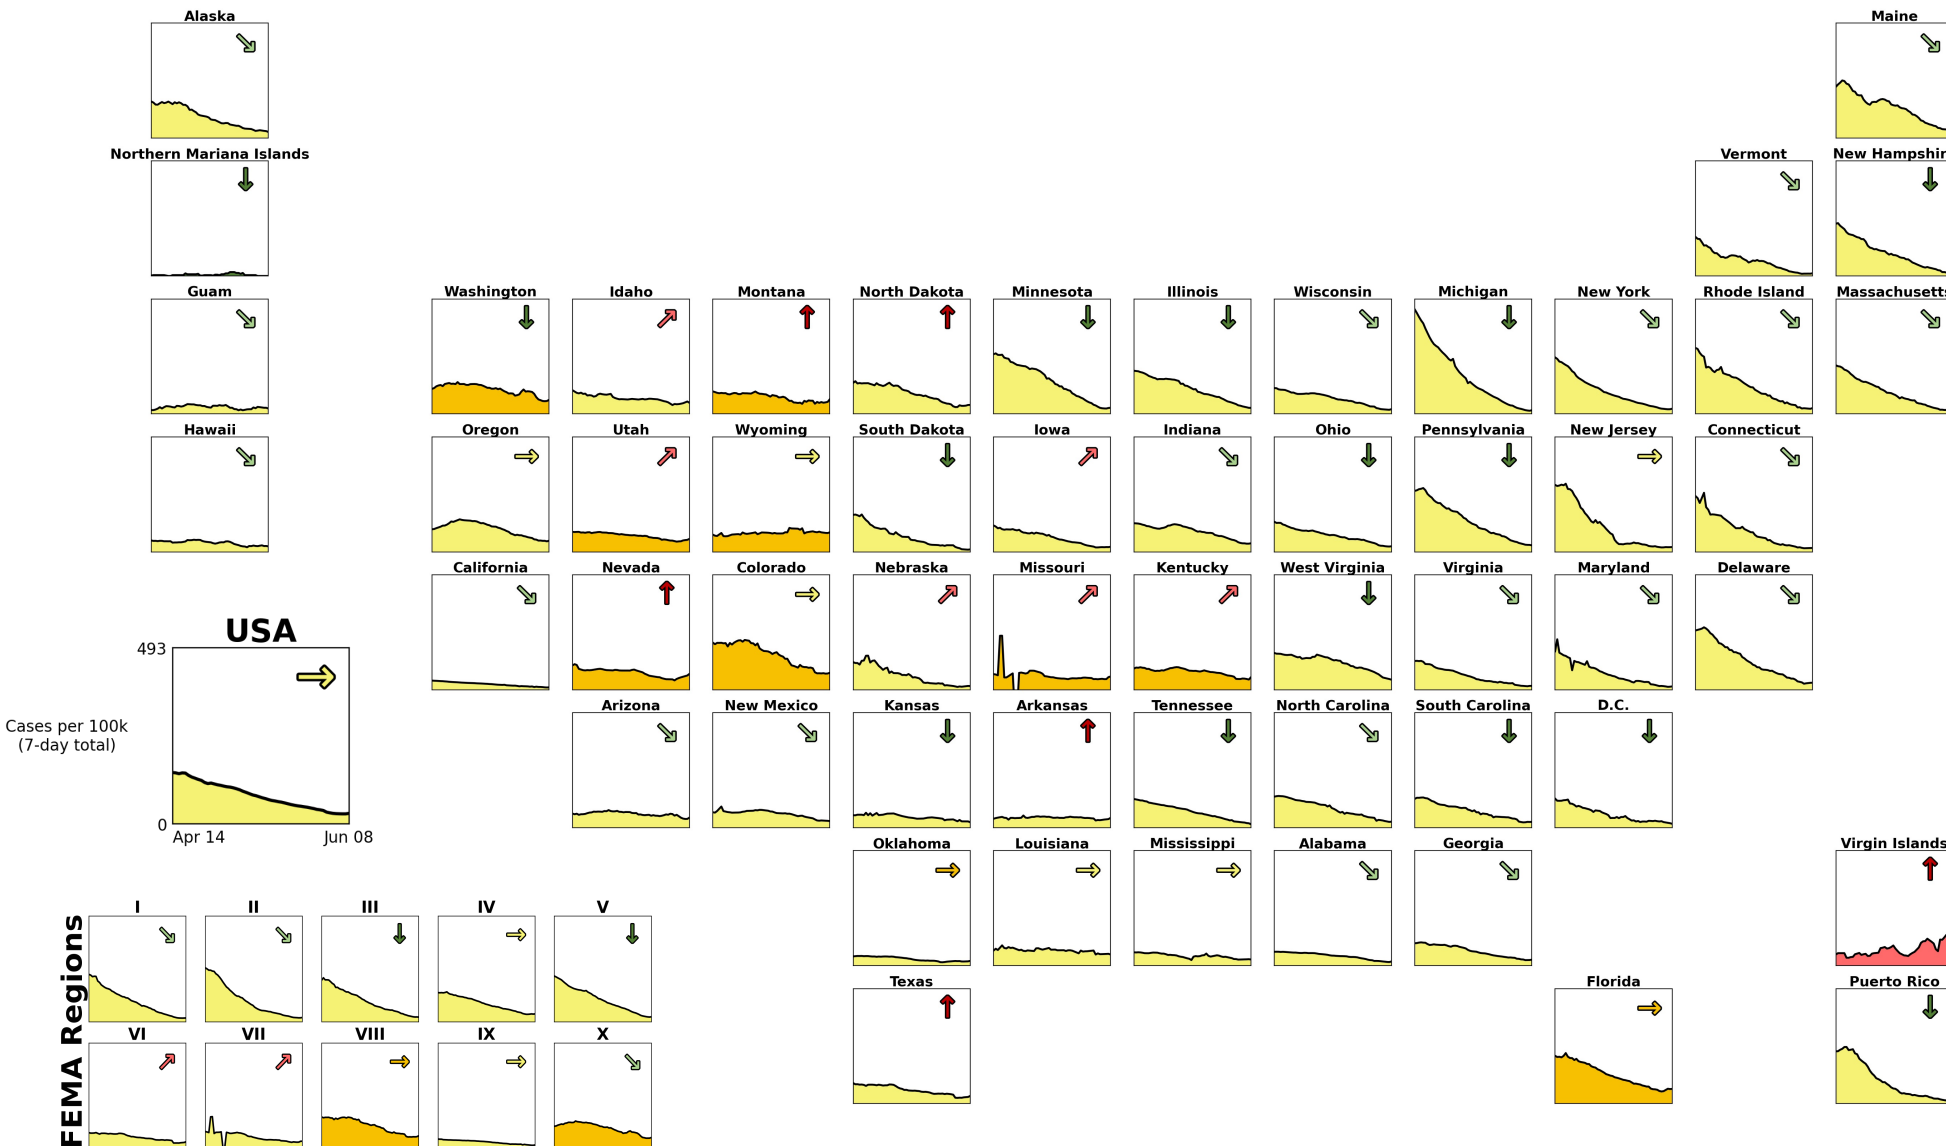 Alaska
Maine
Northern Mariana Islands
Vermont
New Hampshir
Guam
Washington
Idaho
Montana
North Dakota
Minnesota
Illinois
Wisconsin
Michigan
New York
Rhode Island
Massachusetts
Hawaii
Oregon
Utah
Wyoming
South Dakota
Iowa
Indiana
Ohio
Pennsylvania
New Jersey
Connecticut
California
Nevada
Colorado
Nebraska
Missouri
Kentucky
West Virginia
Virginia
Maryland
Delaware
USA
493
Cases per 100k
(7-day total)
0
Apr 14
Jun 08
Arizona
New Mexico
Kansas
Arkansas
Tennessee
North Carolina
South Carolina
D.C.
Oklahoma
Louisiana
Mississippi
Alabama
Georgia
Virgin Islands
Texas
Florida
Puerto Rico
FEMA Regions
I
II
III
IV
V
VI
VII
VIII
IX
X